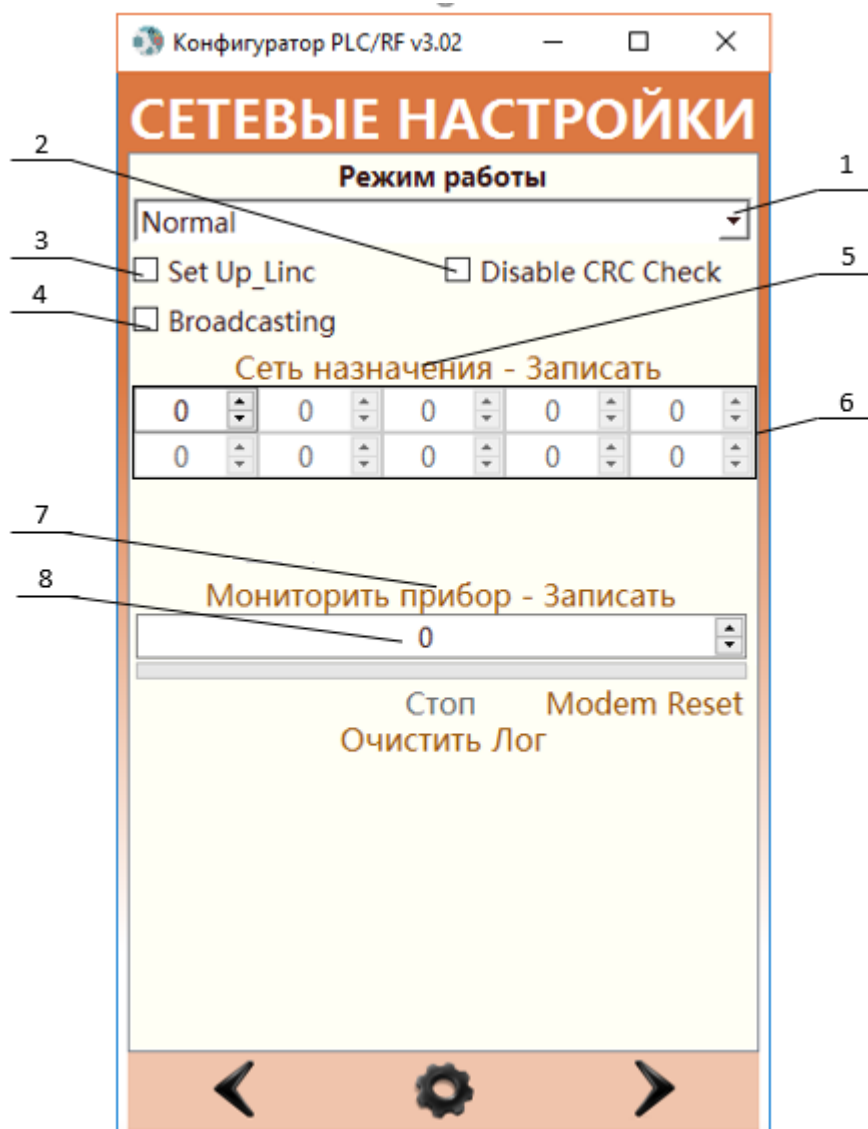 Конфигуратор PLC/RF v3.02
СЕТЕВЫЕ НАСТРОЙКИ
2
Режим работы
1
Normal
3
Set Up_Linc
Disable CRC Check
5
4
Broadcasting
Сеть назначения - Записать
0 0 0 0 0
6
0 0 0 0 0
7
8
Мониторить прибор - Записать
0
Стоп
Modem Reset
Очистить Лог